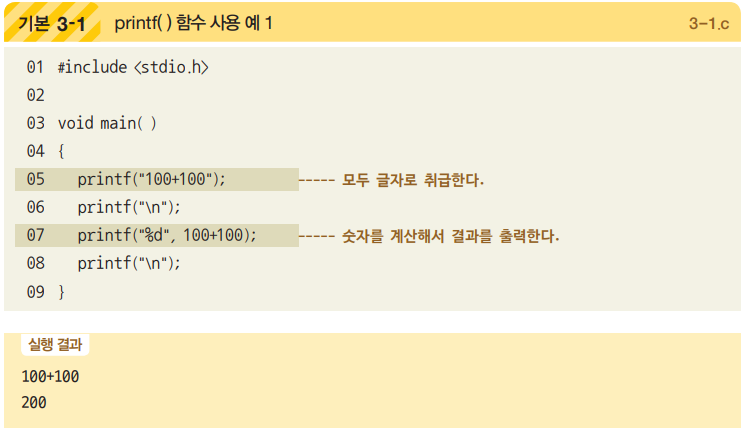 기본 3-1 printf( ) 함수 사용 예 1 3-1.c
01 #include <stdio.h>
02
03 void main( )
04 {
05 printf("100+100"); ----- 모두 글자로 취급한다.
06 printf("\n");
07 printf("%d", 100+100); ----- 숫자를 계산해서 결과를 출력한다.
08 printf("\n");
09 }
실행 결과
100+100
200